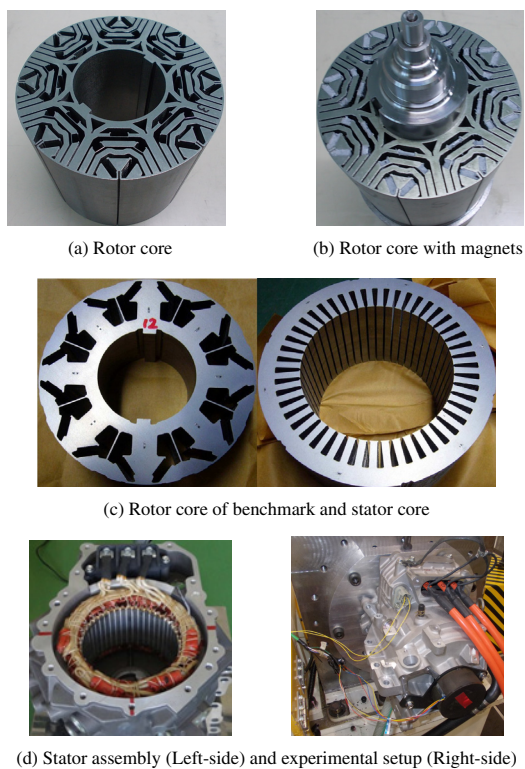 3
(a) Rotor core
(b) Rotor core with magnets
12
(c) Rotor core of benchmark and stator core
(d) Stator assembly (Left-side) and experimental setup (Right-side)